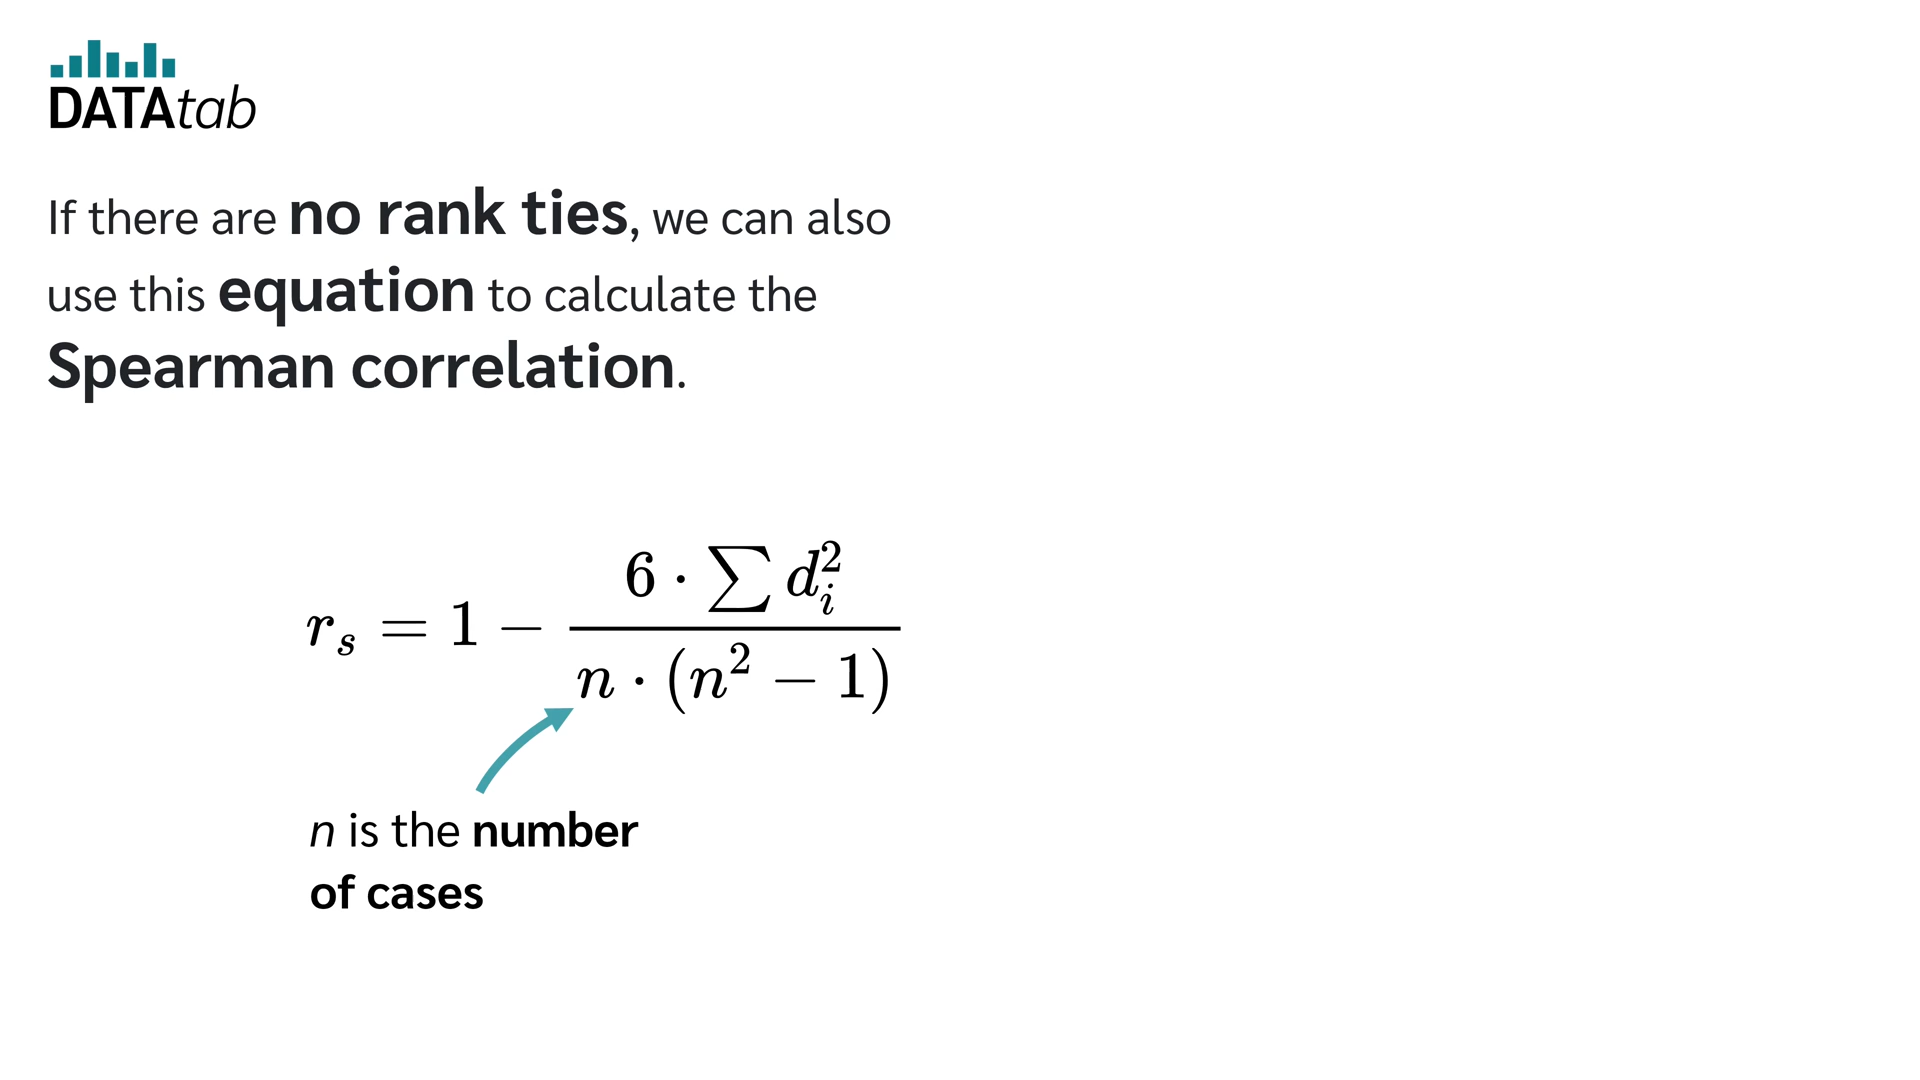 DATAtab
If there are no rank ties, we can also
use this equation to calculate the
Spearman correlation.
r_s = 1 − \frac{6 · ∑ d_i^2}{n · (n^2 − 1)}
n is the number
of cases